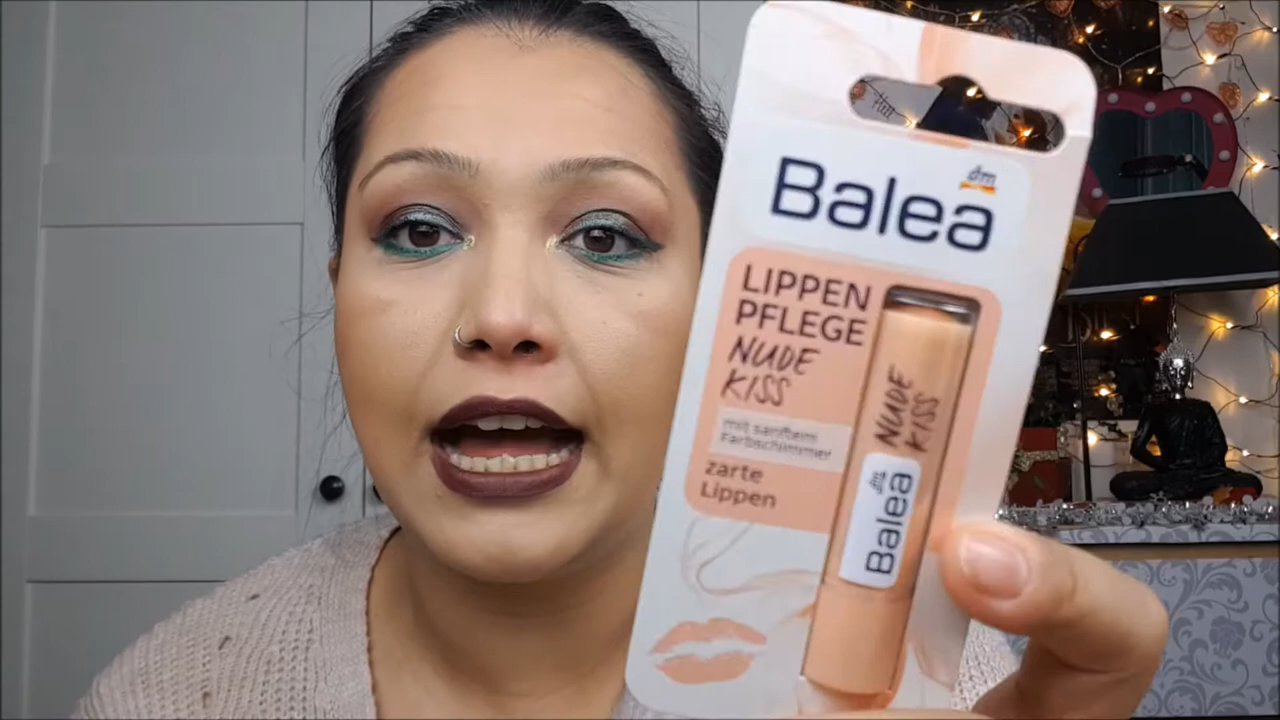 Balea
dm
LIPPEN
PFLEGE
NUDE
KISS
mit sanftem
Farbschimmer
zarte
Lippen
NUDE
KISS
dm
Balea